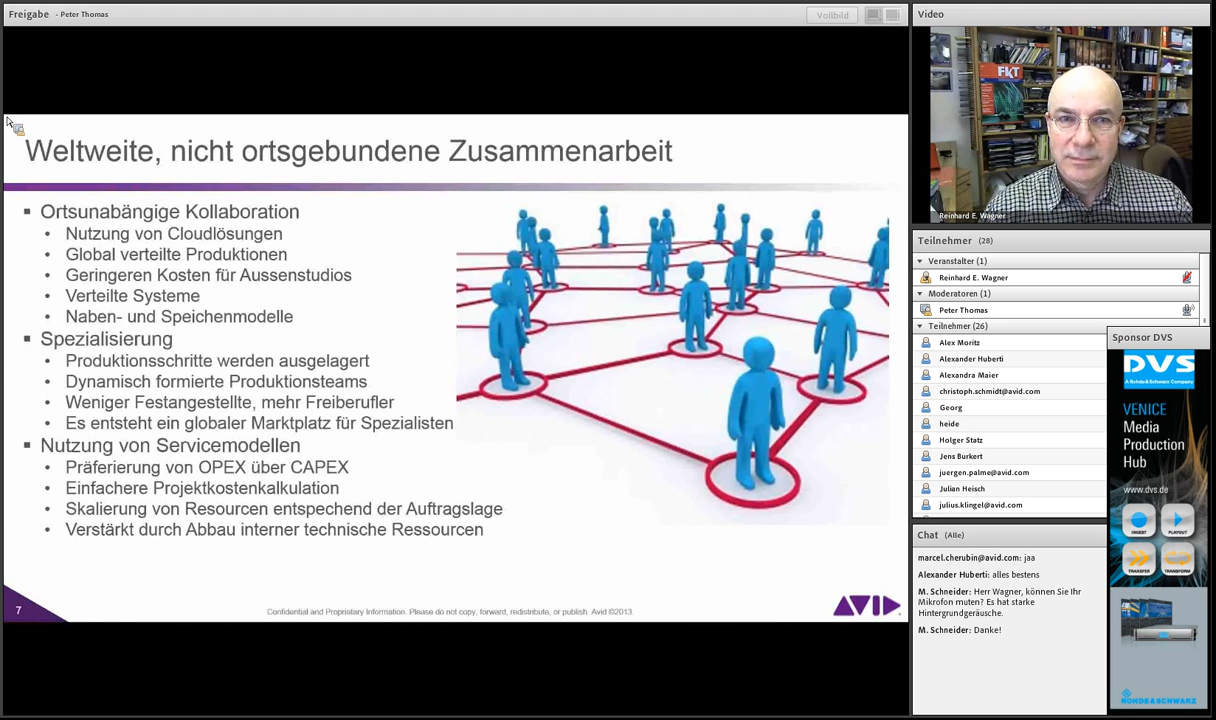 Freigabe - Peter Thomas
Vollbild
Weltweite, nicht ortsgebundene Zusammenarbeit
▪ Ortsunabängige Kollaboration
• Nutzung von Cloudlösungen
• Global verteilte Produktionen
• Geringeren Kosten für Aussenstudios
• Verteilte Systeme
• Naben- und Speichenmodelle
▪ Spezialisierung
• Produktionsschritte werden ausgelagert
• Dynamisch formierte Produktionsteams
• Weniger Festangestellte, mehr Freiberufler
• Es entsteht ein globaler Marktplatz für Spezialisten
▪ Nutzung von Servicemodellen
• Präferierung von OPEX über CAPEX
• Einfachere Projektkostenkalkulation
• Skalierung von Resourcen entspechend der Auftragslage
• Verstärkt durch Abbau interner technische Ressourcen
7
Confidential and Proprietary Information. Please do not copy, forward, redistribute, or publish. Avid ©2013.
AVID
Video
FKT
Reinhard E. Wagner
Teilnehmer (28)
Veranstalter (1)
Reinhard E. Wagner
Moderatoren (1)
Peter Thomas
Teilnehmer (26)
Alex Moritz
Alexander Huberti
Alexandra Maier
christoph.schmidt@avid.com
Georg
heide
Holger Statz
Jens Burkert
juergen.palme@avid.com
Julian Heisch
julius.klingel@avid.com
Chat (Alle)
marcel.cherubin@avid.com: jaa
Alexander Huberti: alles bestens
M. Schneider: Herr Wagner, können Sie Ihr
Mikrofon muten? Es hat starke
Hintergrundgeräusche.
M. Schneider: Danke!
Sponsor DVS
DVS
A Rohde & Schwarz Company
VENICE
Media
Production
Hub
www.dvs.de
INGEST
PLAYOUT
TRANSFER
TRANSFORM
ROHDE & SCHWARZ